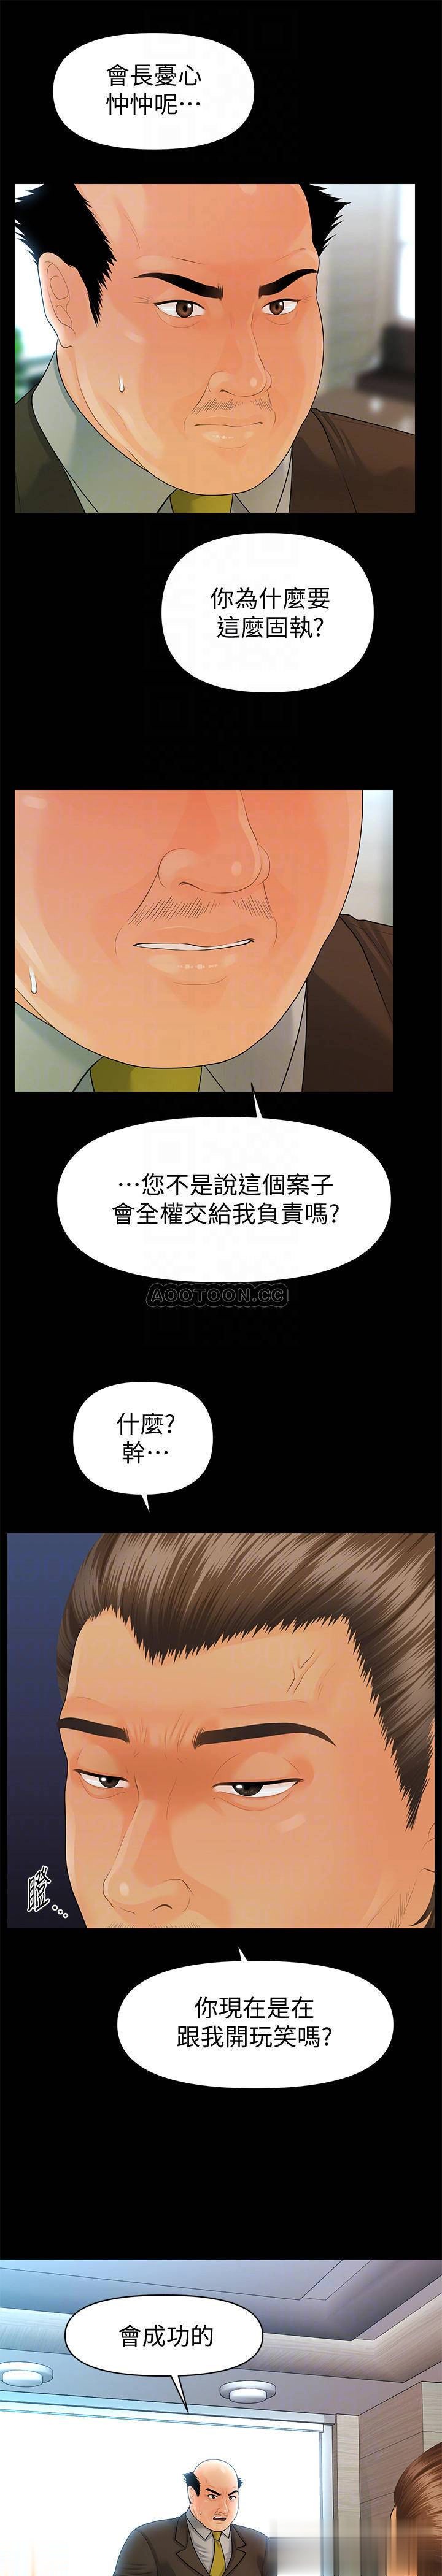 會長憂心
忡忡呢…
你為什麼要
這麼固執?
…您不是說這個案子
會全權交給我負責嗎?
AOOTOON.CC
什麼?
幹…
瞪…
你現在是在
跟我開玩笑嗎?
會成功的